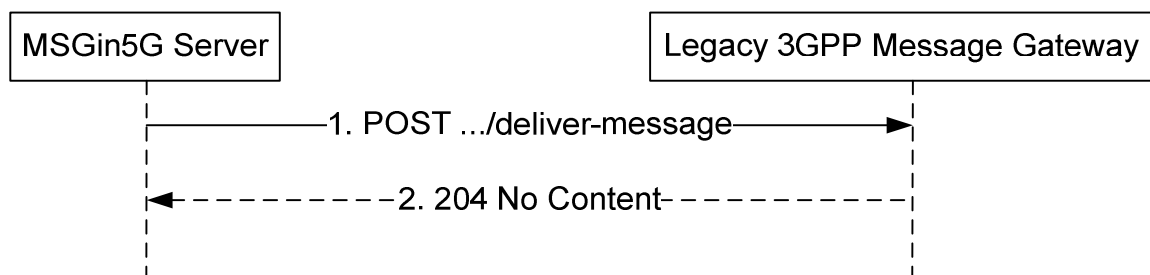 MSGin5G Server
Legacy 3GPP Message Gateway
1. POST .../deliver-message
2. 204 No Content